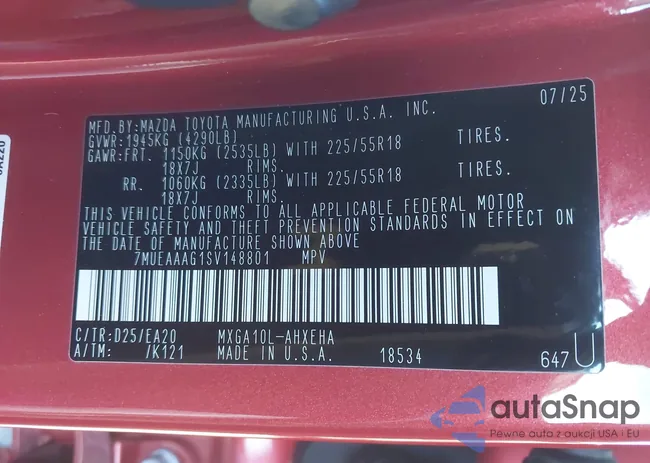 MFD.BY:MAZDA TOYOTA MANUFACTURING U.S.A. INC. 07/25
GVWR:1945KG (4290LB)
GAWR:FRT. 1150KG (2535LB) WITH 225/55R18 TIRES.
18X7J RIMS.
RR. 1060KG (2335LB) WITH 225/55R18 TIRES.
18X7J RIMS.
THIS VEHICLE CONFORMS TO ALL APPLICABLE FEDERAL MOTOR
VEHICLE SAFETY AND THEFT PREVENTION STANDARDS IN EFFECT ON
THE DATE OF MANUFACTURE SHOWN ABOVE
7MUEAAAG1SV148801 MPV
C/TR:D25/EA20 MXGA10L-AHXEHA
A/TM: /K121 MADE IN U.S.A. 18534 647U
autaSnap
Pewne auta z aukcji USA i EU